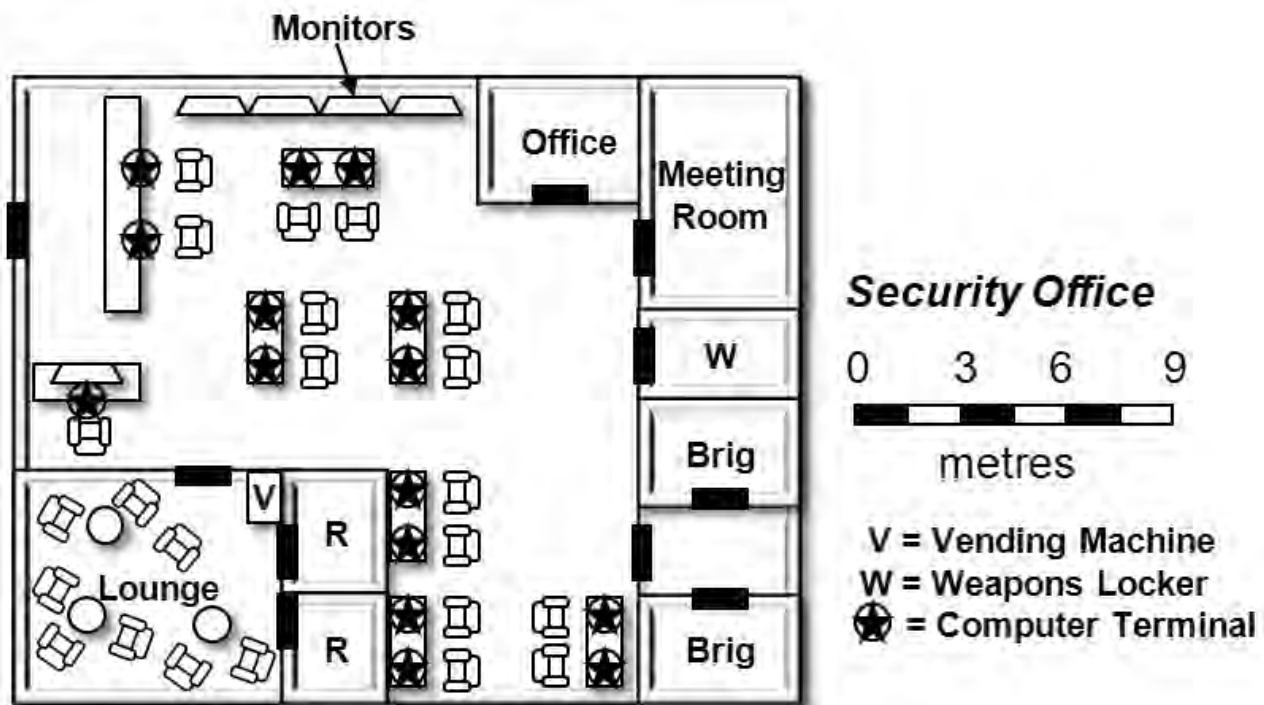 Monitors
Office
Meeting
Room
W
Brig
V
R
Lounge
R
Brig
Security Office
0 3 6 9
metres
V = Vending Machine
W = Weapons Locker
= Computer Terminal